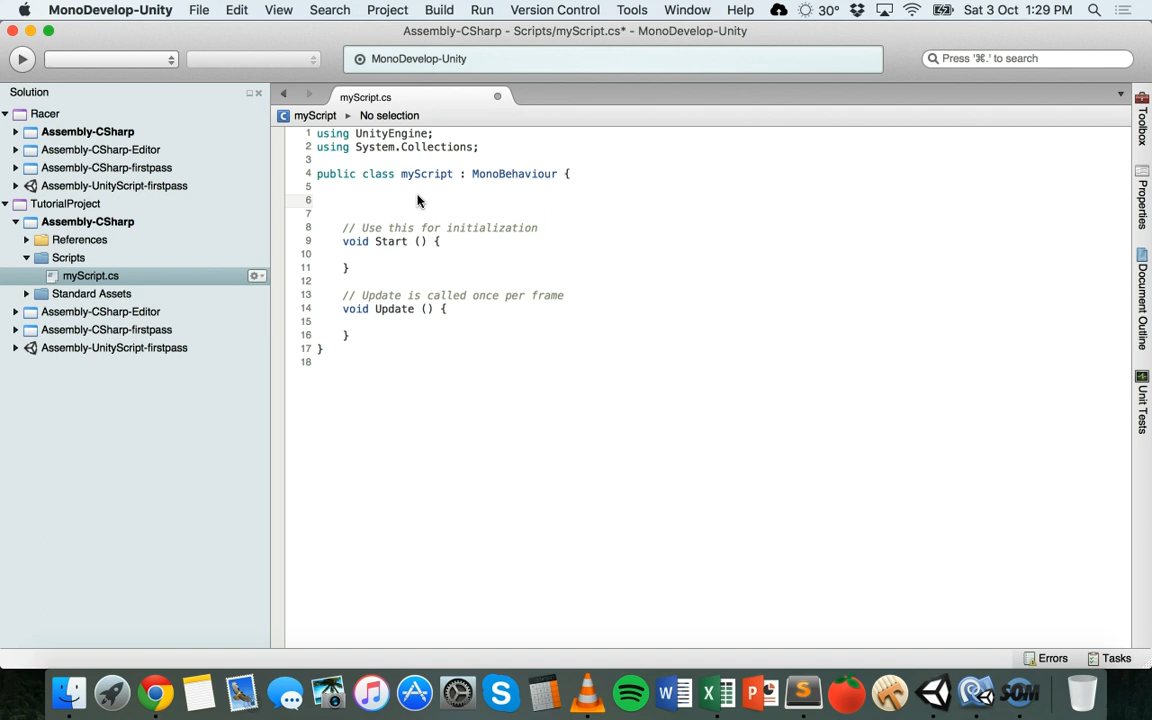 MonoDevelop-Unity File Edit View Search Project Build Run Version Control Tools Window Help 30° Sat 3 Oct 1:29 PM
Assembly-CSharp - Scripts/myScript.cs* - MonoDevelop-Unity
MonoDevelop-Unity
Press '⌘.' to search
Solution
Racer
Assembly-CSharp
Assembly-CSharp-Editor
Assembly-CSharp-firstpass
Assembly-UnityScript-firstpass
TutorialProject
Assembly-CSharp
References
Scripts
myScript.cs
Standard Assets
Assembly-CSharp-Editor
Assembly-CSharp-firstpass
Assembly-UnityScript-firstpass
myScript.cs
C myScript ▸ No selection
1 using UnityEngine;
2 using System.Collections;
3
4 public class myScript : MonoBehaviour {
5
6
7
8 // Use this for initialization
9 void Start () {
10
11 }
12
13 // Update is called once per frame
14 void Update () {
15
16 }
17 }
18
Toolbox
Properties
Document Outline
Unit Tests
Errors Tasks
SOM